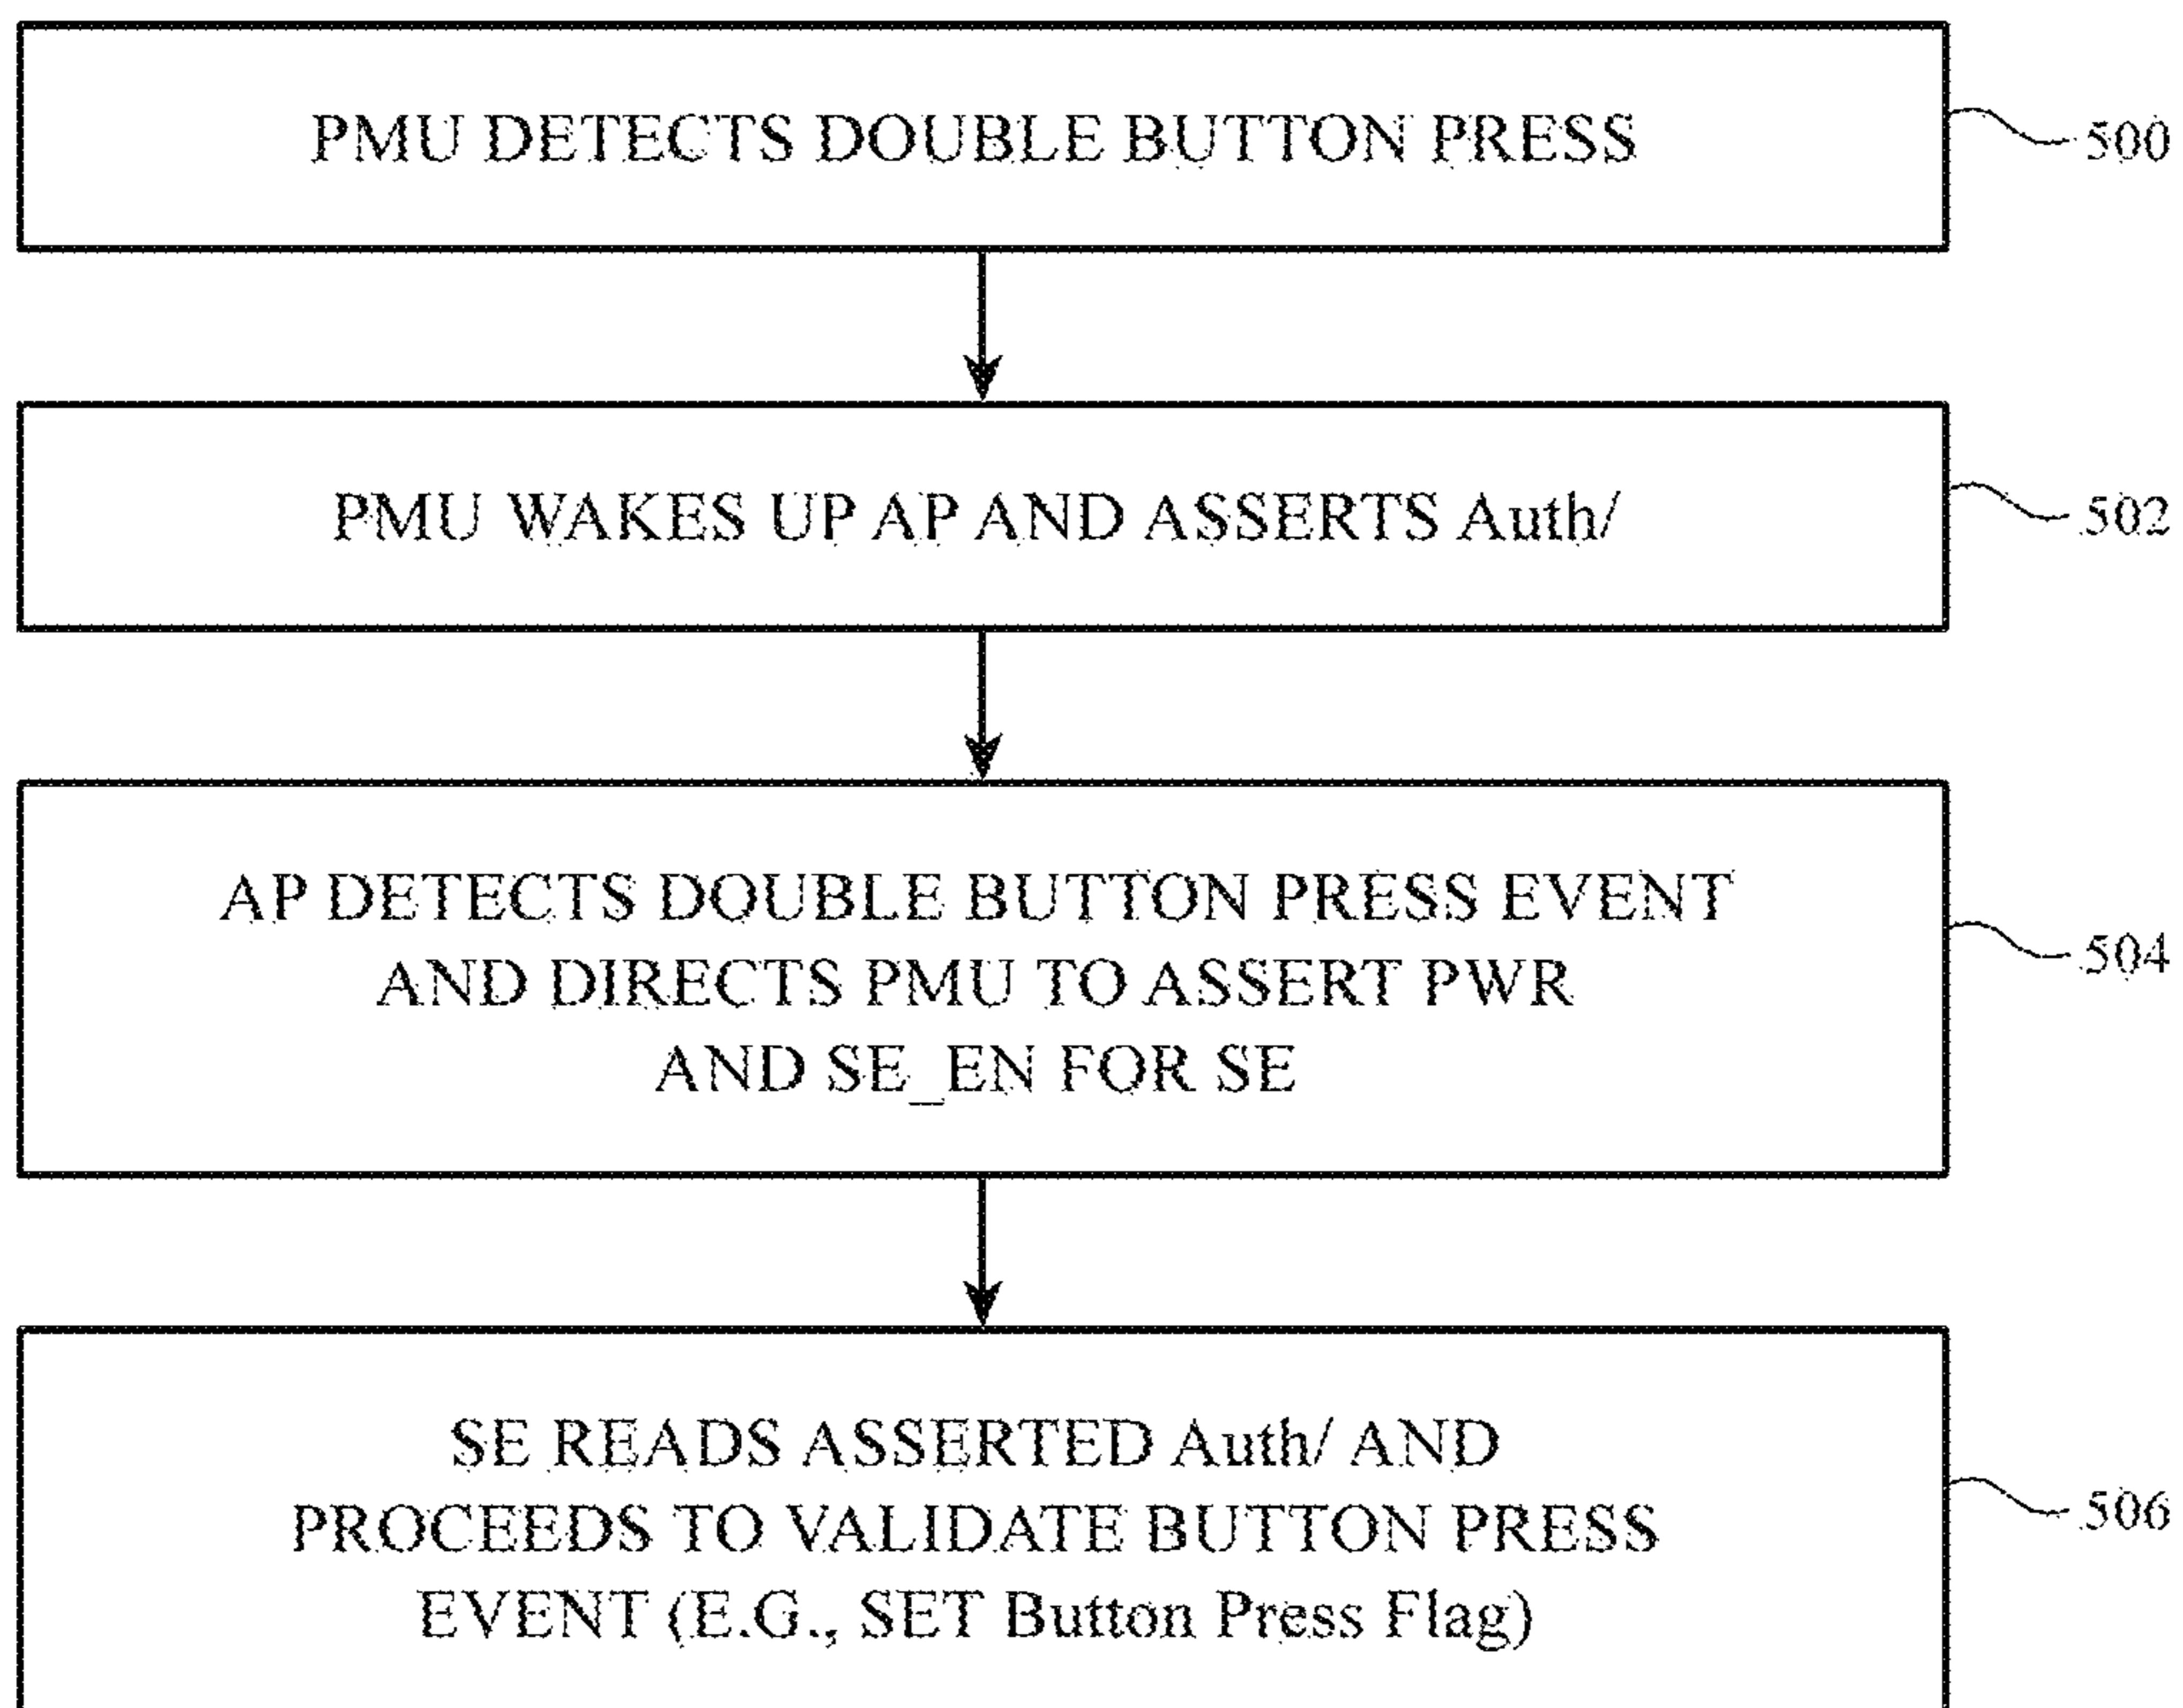 PMU DETECTS DOUBLE BUTTON PRESS
500
PMU WAKES UP AP AND ASSERTS Auth/
502
AP DETECTS DOUBLE BUTTON PRESS EVENT
AND DIRECTS PMU TO ASSERT PWR
AND SE_EN FOR SE
504
SE READS ASSERTED Auth/ AND
PROCEEDS TO VALIDATE BUTTON PRESS
EVENT (E.G., SET Button Press Flag)
506